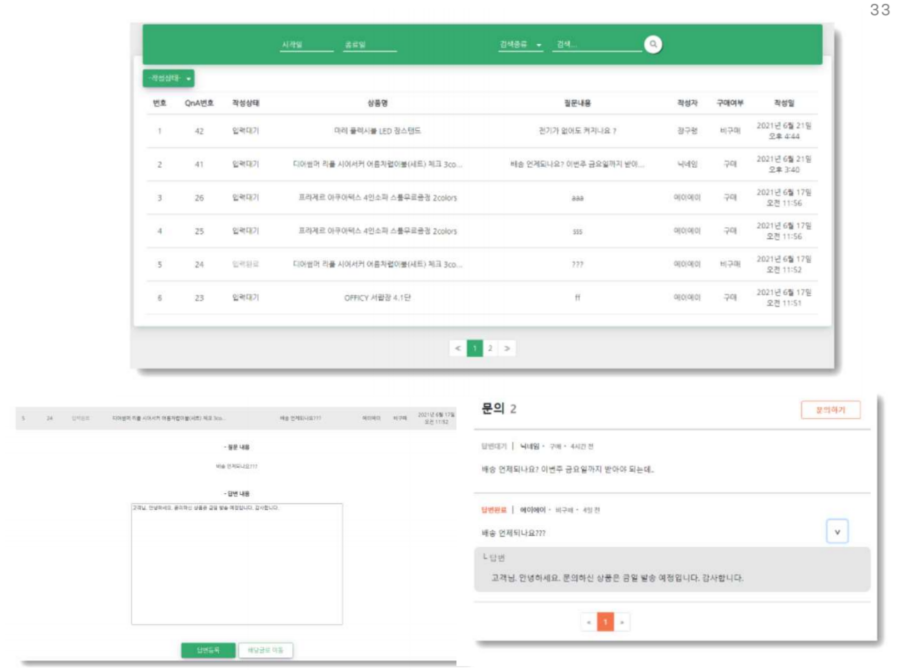 33
시작일 종료일 검색종류 검색...
-작성상태-
번호 QnA번호 작성상태 상품명 질문내용 작성자 구매여부 작성일
1 42 답변대기 LED 장스탠드 전기가 없어도 켜지나요 ? 비구매 2021년 6월 21일
오후 4:44
2 41 답변대기 디아썸머 리플 시어서커 여름차렵이불(세트) 체크 3co... 배송 언제되나요? 이번주 금요일까지 받아... 닉네임 구매 2021년 6월 21일
오후 3:40
3 26 답변대기 아쿠아텍스 4인소파 스툴무료증정 2colors aaa 에이에이 구매 2021년 6월 17일
오전 11:56
4 25 답변대기 아쿠아텍스 4인소파 스툴무료증정 2colors sss 에이에이 구매 2021년 6월 17일
오전 11:56
5 24 답변완료 디아썸머 리플 시어서커 여름차렵이불(세트) 체크 3co... ??? 에이에이 비구매 2021년 6월 17일
오전 11:52
6 23 답변대기 OFFICY 서랍장 4.1단 ff 에이에이 구매 2021년 6월 17일
오전 11:51
< 1 2 >
5 24 답변완료 디아썸머 리플 시어서커 여름차렵이불(세트) 체크 3co... 배송 언제되나요??? 에이에이 비구매 2021년 6월 17일
오전 11:52
- 질문 내용
배송 언제되나요???
- 답변 내용
고객님, 안녕하세요. 문의하신 상품은 금일 발송 예정입니다. 감사합니다.
답변등록 해당글로 이동
문의 2 문의하기
답변대기 | 닉네임 · 구매 · 4시간 전
배송 언제되나요? 이번주 금요일까지 받아야 되는데..
답변완료 | 에이에이 · 비구매 · 4일 전
배송 언제되나요???
v
└ 답변
고객님, 안녕하세요. 문의하신 상품은 금일 발송 예정입니다. 감사합니다.
1